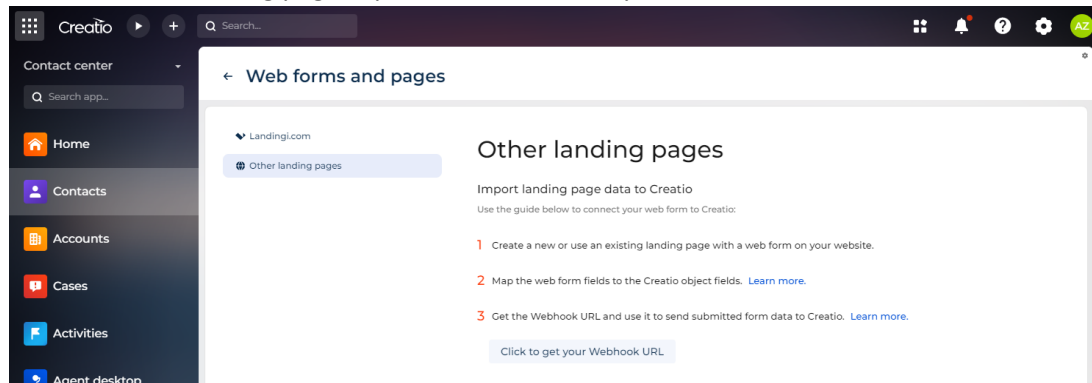 Creatio
Search...
AZ
Contact center
Search app...
Home
Contacts
Accounts
Cases
Activities
Agent desktop
Web forms and pages
Landingi.com
Other landing pages
Other landing pages
Import landing page data to Creatio
Use the guide below to connect your web form to Creatio:
1 Create a new or use an existing landing page with a web form on your website.
2 Map the web form fields to the Creatio object fields. Learn more.
3 Get the Webhook URL and use it to send submitted form data to Creatio. Learn more.
Click to get your Webhook URL